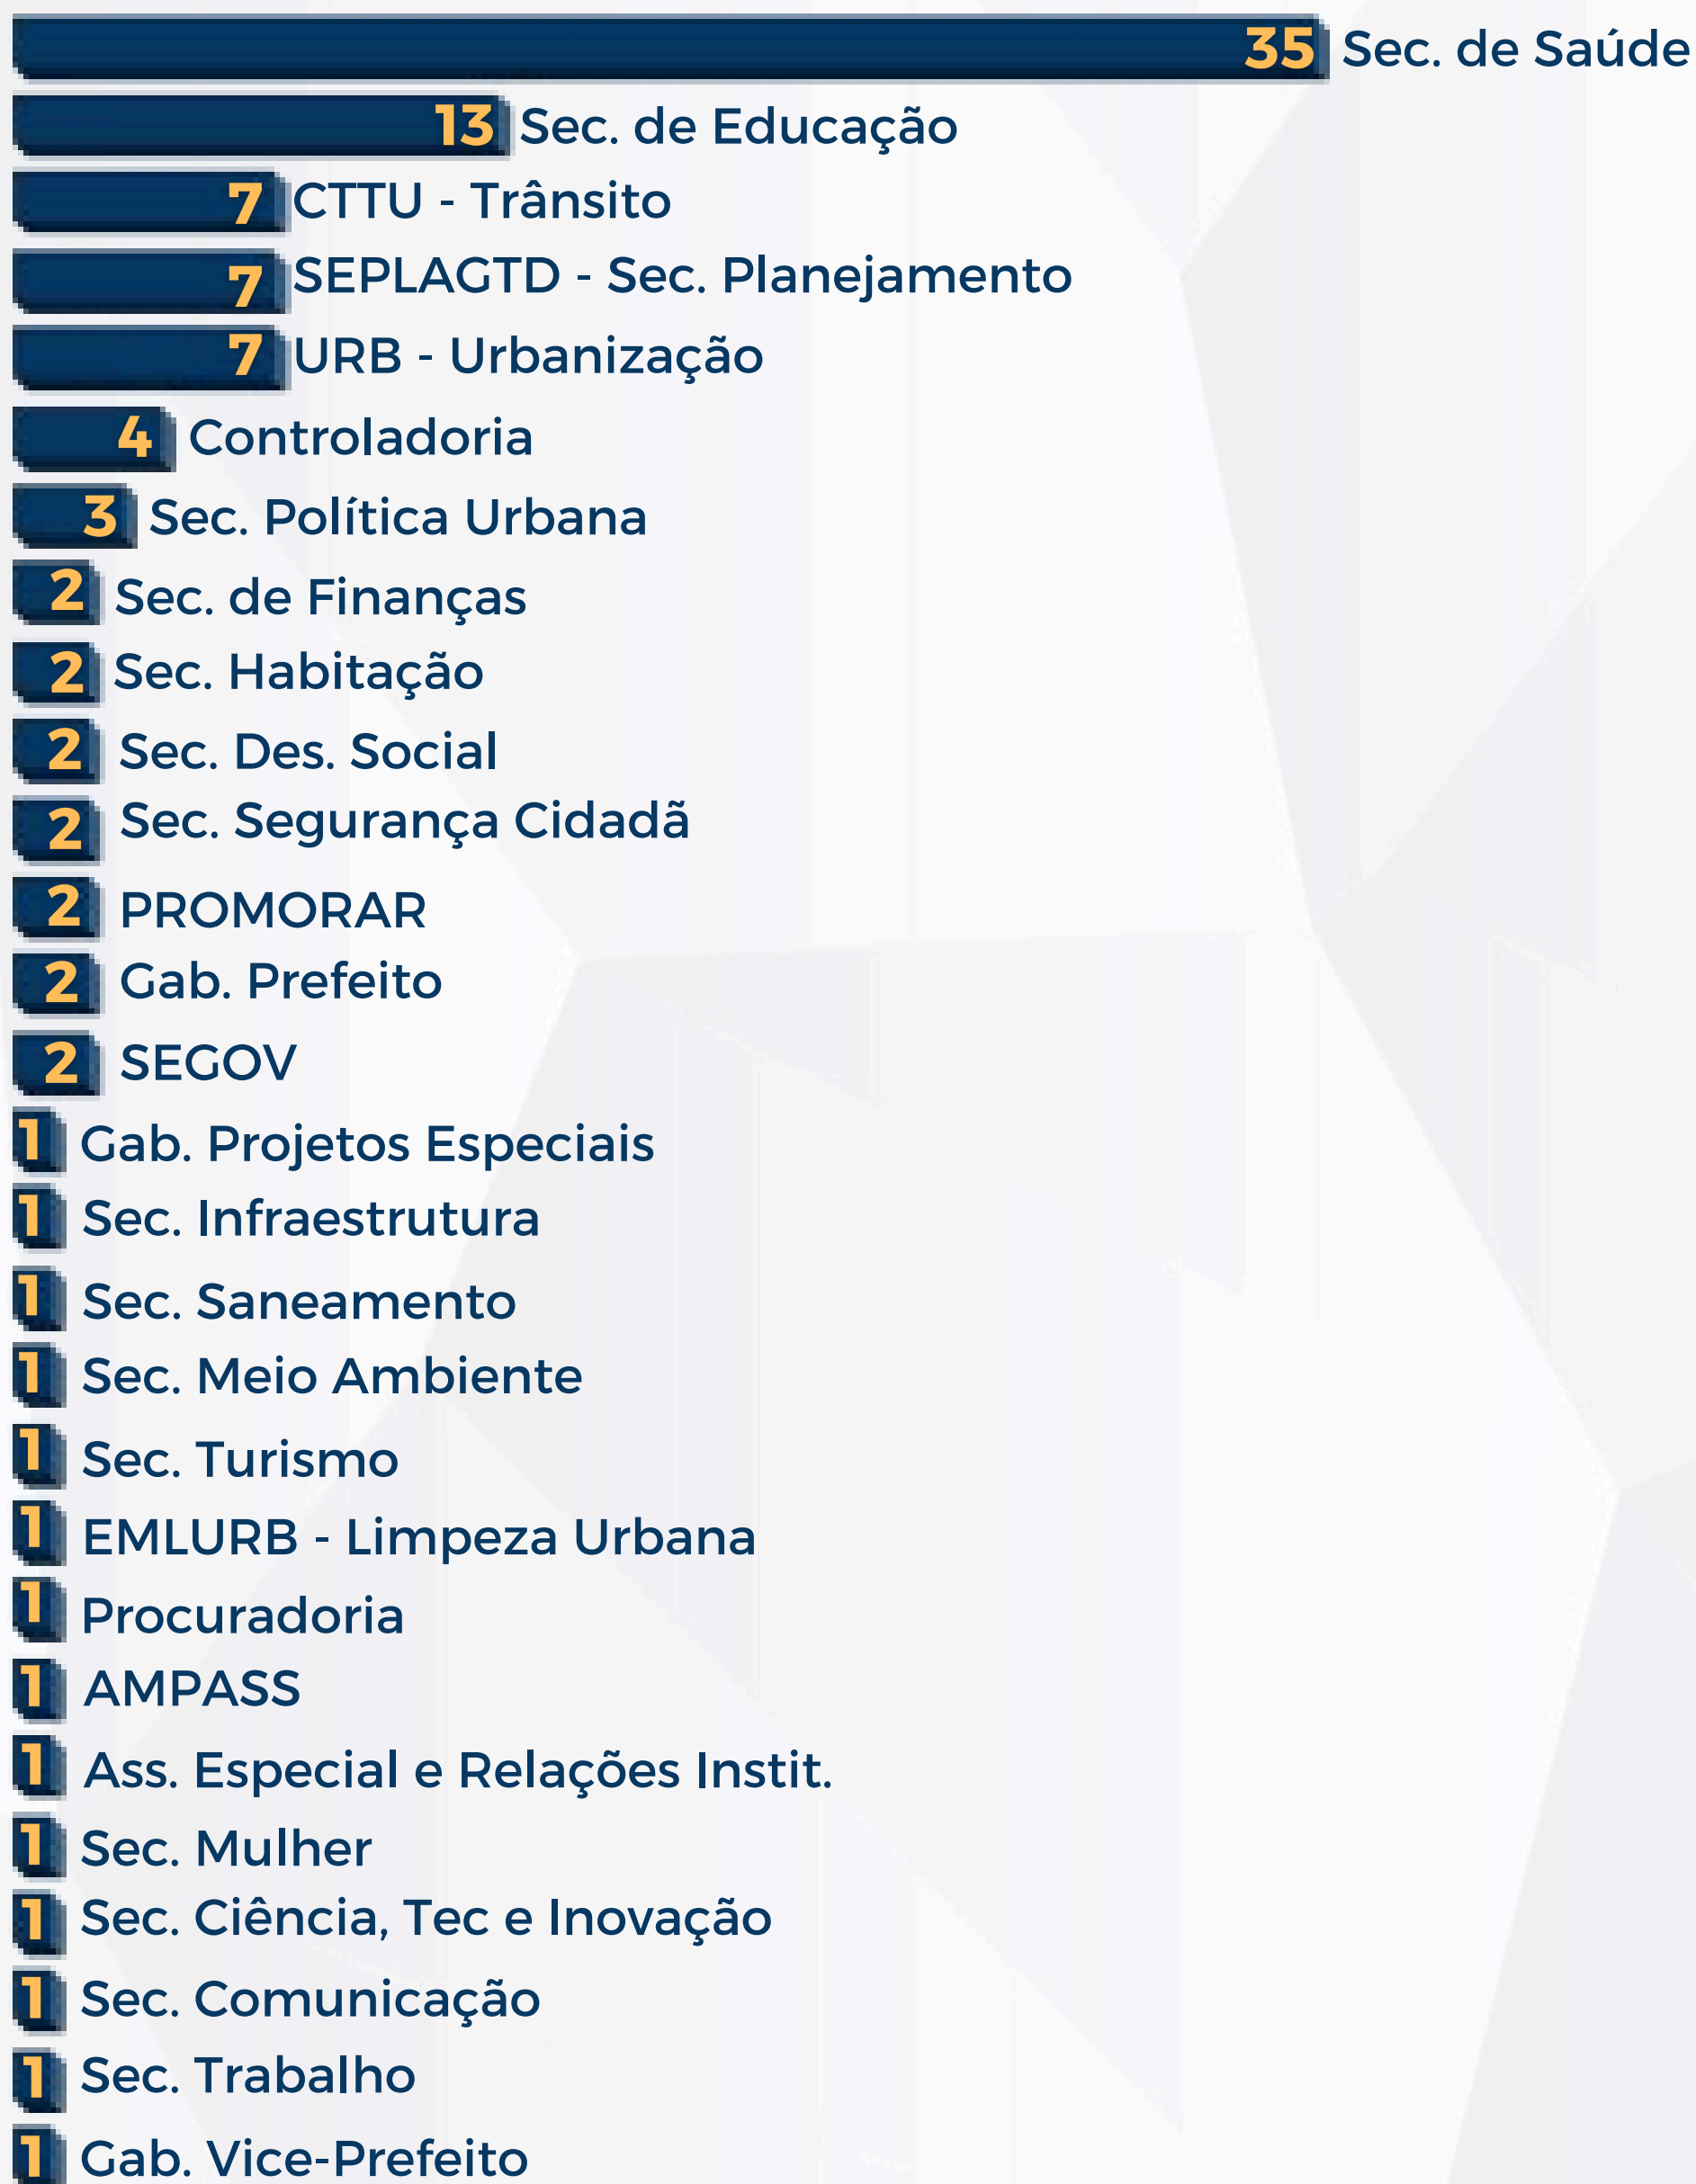 35 Sec. de Saúde
13 Sec. de Educação
7 CTTU - Trânsito
7 SEPLAGTD - Sec. Planejamento
7 URB - Urbanização
4 Controladoria
3 Sec. Política Urbana
2 Sec. de Finanças
2 Sec. Habitação
2 Sec. Des. Social
2 Sec. Segurança Cidadã
2 PROMORAR
2 Gab. Prefeito
2 SEGOV
1 Gab. Projetos Especiais
1 Sec. Infraestrutura
1 Sec. Saneamento
1 Sec. Meio Ambiente
1 Sec. Turismo
1 EMLURB - Limpeza Urbana
1 Procuradoria
1 AMPASS
1 Ass. Especial e Relações Instit.
1 Sec. Mulher
1 Sec. Ciência, Tec e Inovação
1 Sec. Comunicação
1 Sec. Trabalho
1 Gab. Vice-Prefeito